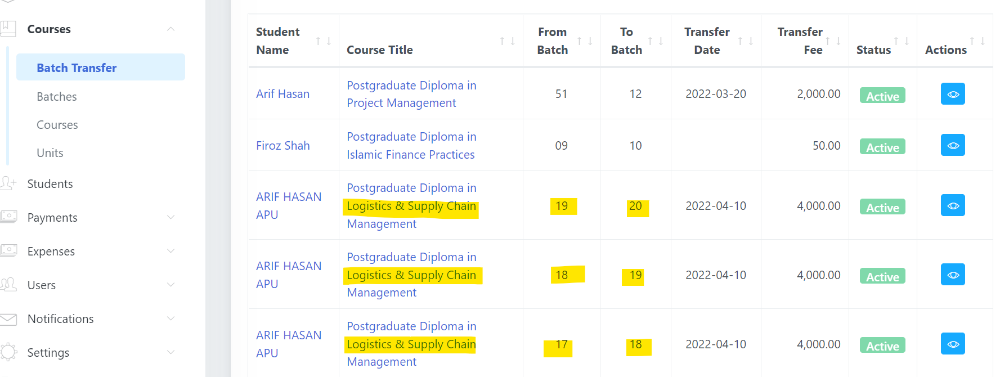 Courses
Batch Transfer
Batches
Courses
Units
Students
Payments
Expenses
Users
Notifications
Settings
Student Name Course Title From Batch To Batch Transfer Date Transfer Fee Status Actions
Arif Hasan Postgraduate Diploma in Project Management 51 12 2022-03-20 2,000.00 Active
Firoz Shah Postgraduate Diploma in Islamic Finance Practices 09 10 50.00 Active
ARIF HASAN APU Postgraduate Diploma in Logistics & Supply Chain Management 19 20 2022-04-10 4,000.00 Active
ARIF HASAN APU Postgraduate Diploma in Logistics & Supply Chain Management 18 19 2022-04-10 4,000.00 Active
ARIF HASAN APU Postgraduate Diploma in Logistics & Supply Chain Management 17 18 2022-04-10 4,000.00 Active